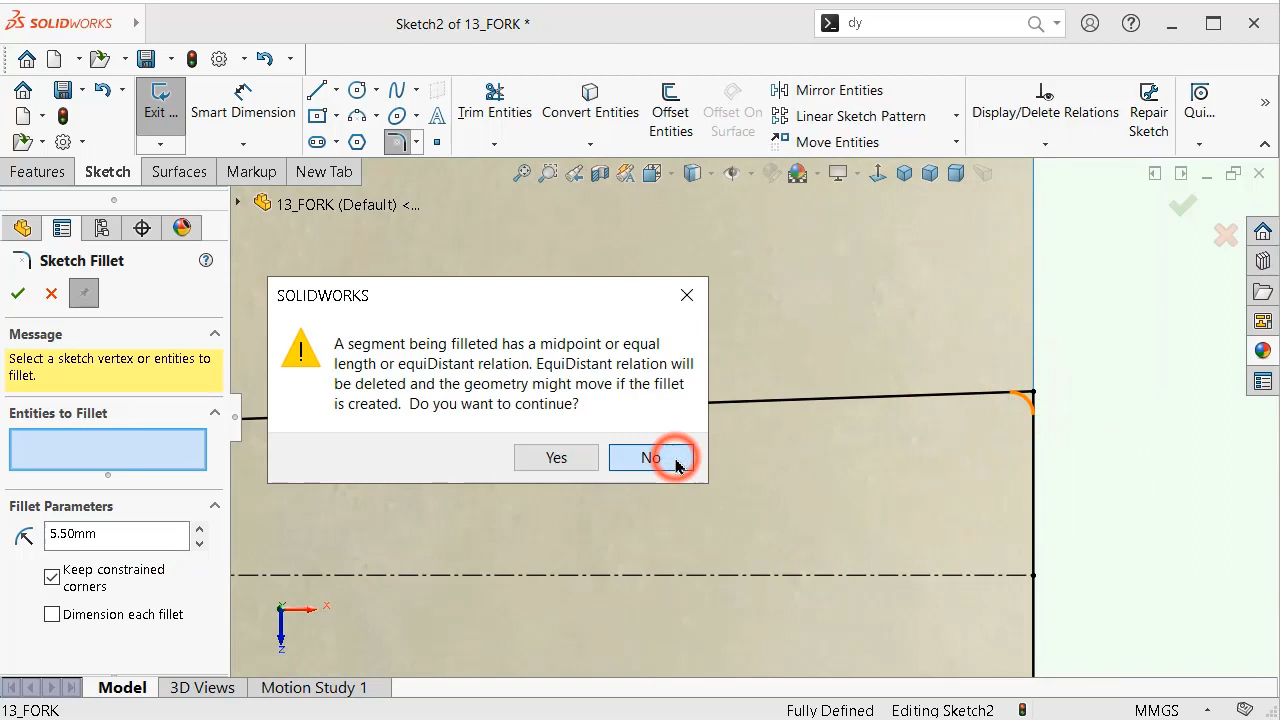 SOLIDWORKS
Sketch2 of 13_FORK *
dy
Exit ...
Smart Dimension
Trim Entities
Convert Entities
Offset
Entities
Offset On
Surface
Mirror Entities
Linear Sketch Pattern
Move Entities
Display/Delete Relations
Repair
Sketch
Qui...
Features
Sketch
Surfaces
Markup
New Tab
13_FORK (Default) <...
Sketch Fillet
Message
Select a sketch vertex or entities to
fillet.
Entities to Fillet
Fillet Parameters
5.50mm
Keep constrained
corners
Dimension each fillet
SOLIDWORKS
A segment being filleted has a midpoint or equal
length or equiDistant relation. EquiDistant relation will
be deleted and the geometry might move if the fillet
is created. Do you want to continue?
Yes
No
Y
X
Z
Model
3D Views
Motion Study 1
13_FORK
Fully Defined
Editing Sketch2
MMGS